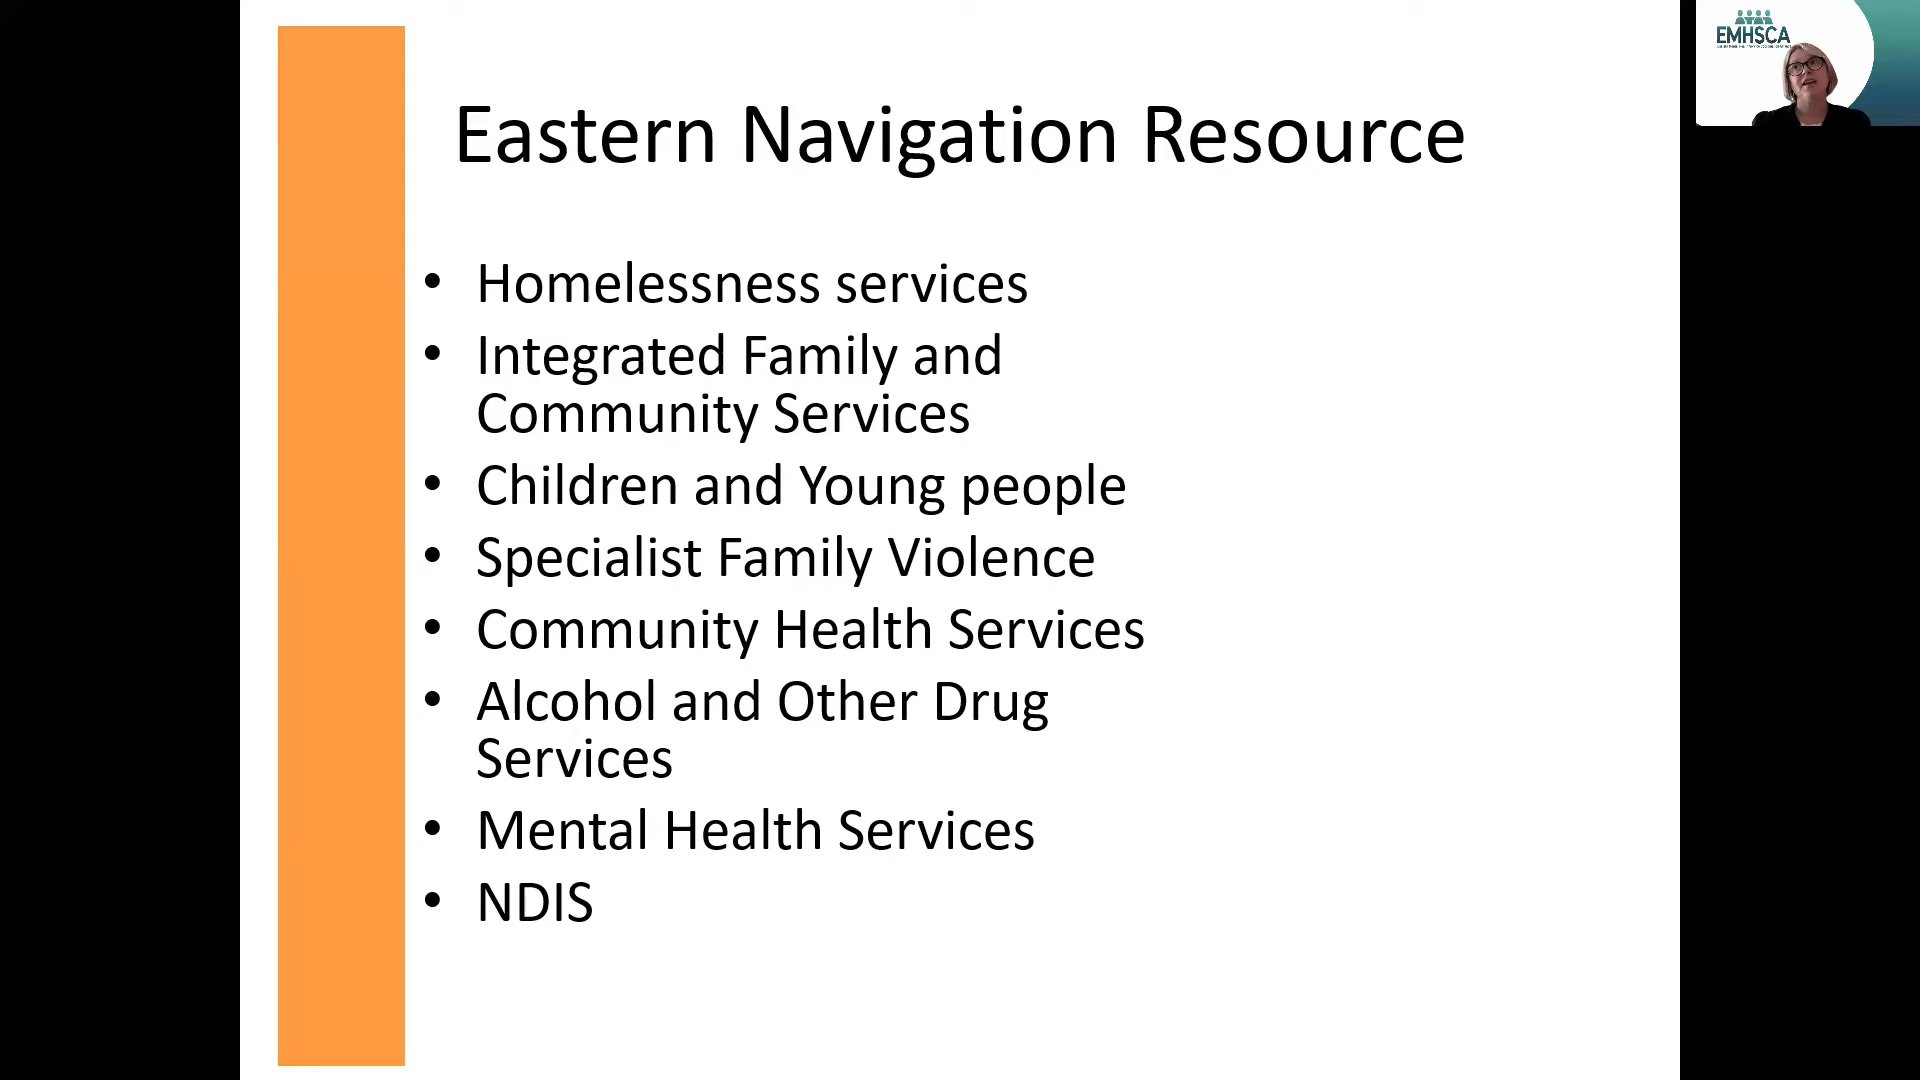 EMHSCA
Eastern Navigation Resource
• Homelessness services
• Integrated Family and
Community Services
• Children and Young people
• Specialist Family Violence
• Community Health Services
• Alcohol and Other Drug
Services
• Mental Health Services
• NDIS